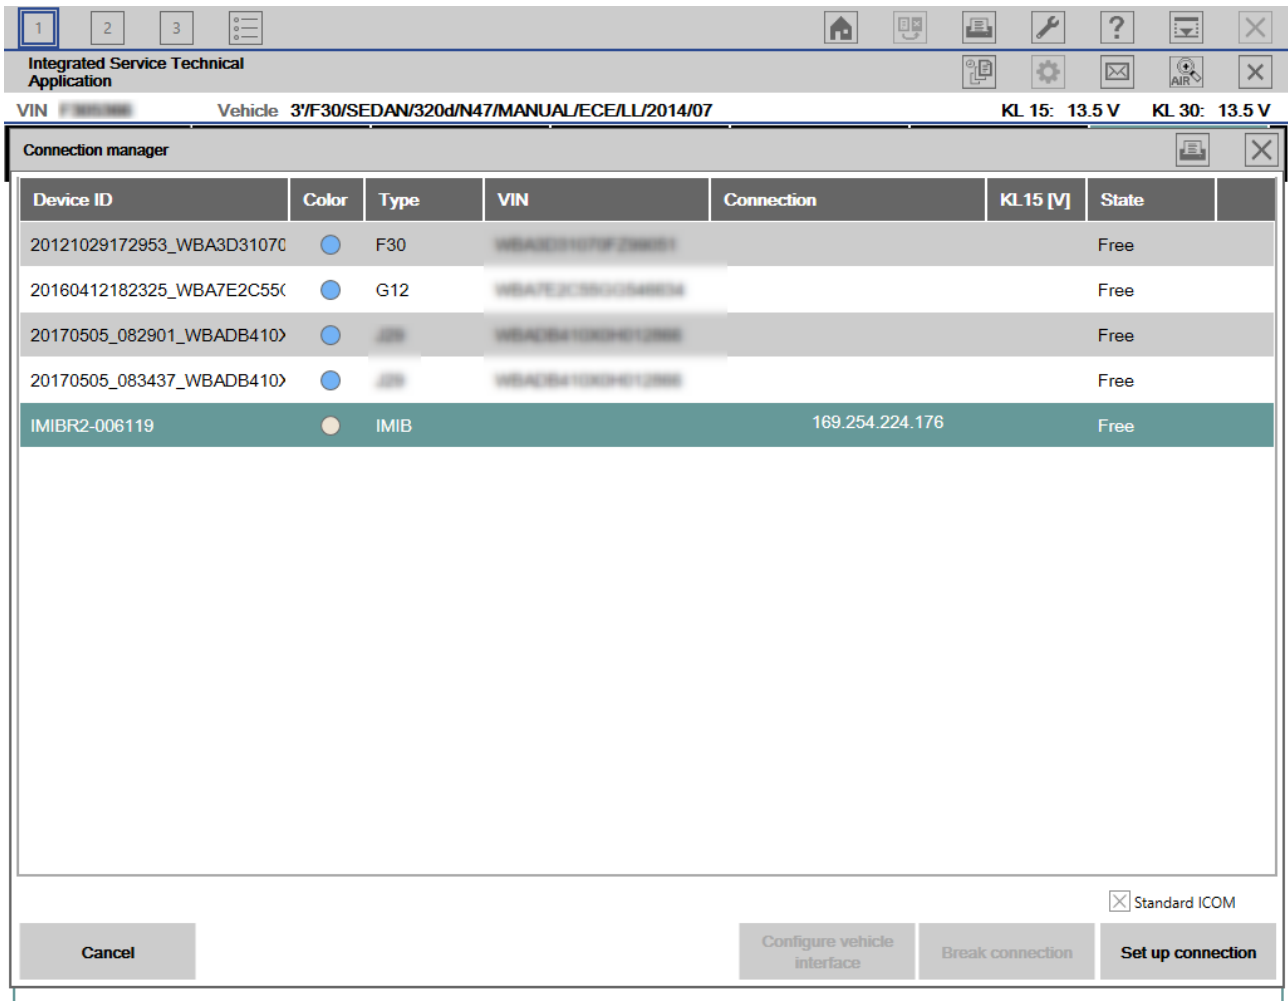 1 2 3 ?
Integrated Service Technical
Application
AIR
VIN Vehicle 3'/F30/SEDAN/320d/N47/MANUAL/ECE/LL/2014/07 KL 15: 13.5 V KL 30: 13.5 V
Connection manager
Device ID Color Type VIN Connection KL15 [V] State
20121029172953_WBA3D31070 F30 Free
20160412182325_WBA7E2C55( G12 Free
20170505_082901_WBADB410X Free
20170505_083437_WBADB410X Free
IMIBR2-006119 IMIB 169.254.224.176 Free
Standard ICOM
Cancel Configure vehicle interface Break connection Set up connection